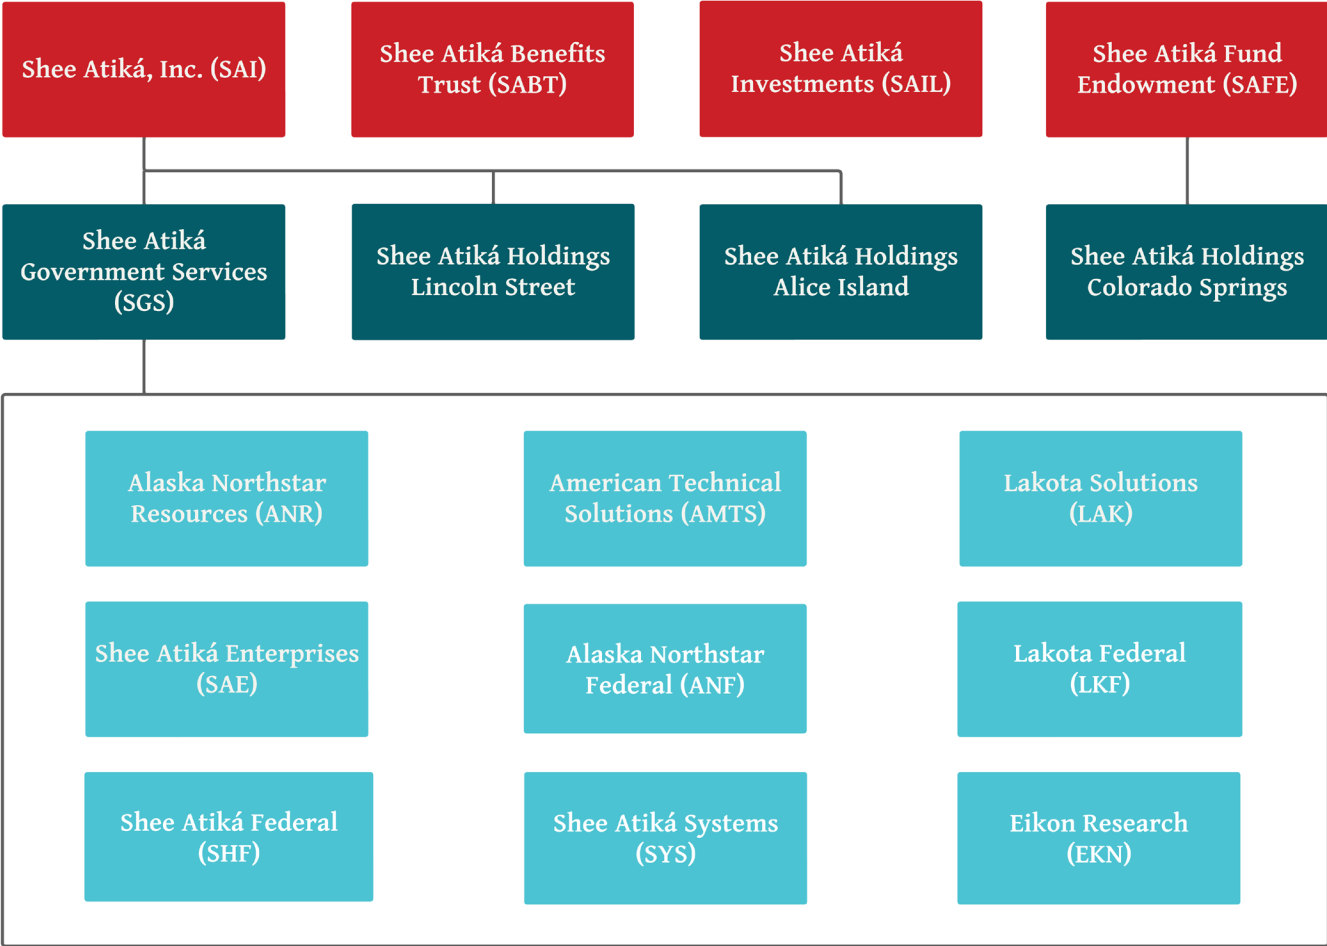 Shee Atiká, Inc. (SAI)
Shee Atiká Benefits
Trust (SABT)
Shee Atiká
Investments (SAIL)
Shee Atiká Fund
Endowment (SAFE)
Shee Atiká
Government Services
(SGS)
Shee Atiká Holdings
Lincoln Street
Shee Atiká Holdings
Alice Island
Shee Atiká Holdings
Colorado Springs
Alaska Northstar
Resources (ANR)
American Technical
Solutions (AMTS)
Lakota Solutions
(LAK)
Shee Atiká Enterprises
(SAE)
Alaska Northstar
Federal (ANF)
Lakota Federal
(LKF)
Shee Atiká Federal
(SHF)
Shee Atiká Systems
(SYS)
Eikon Research
(EKN)